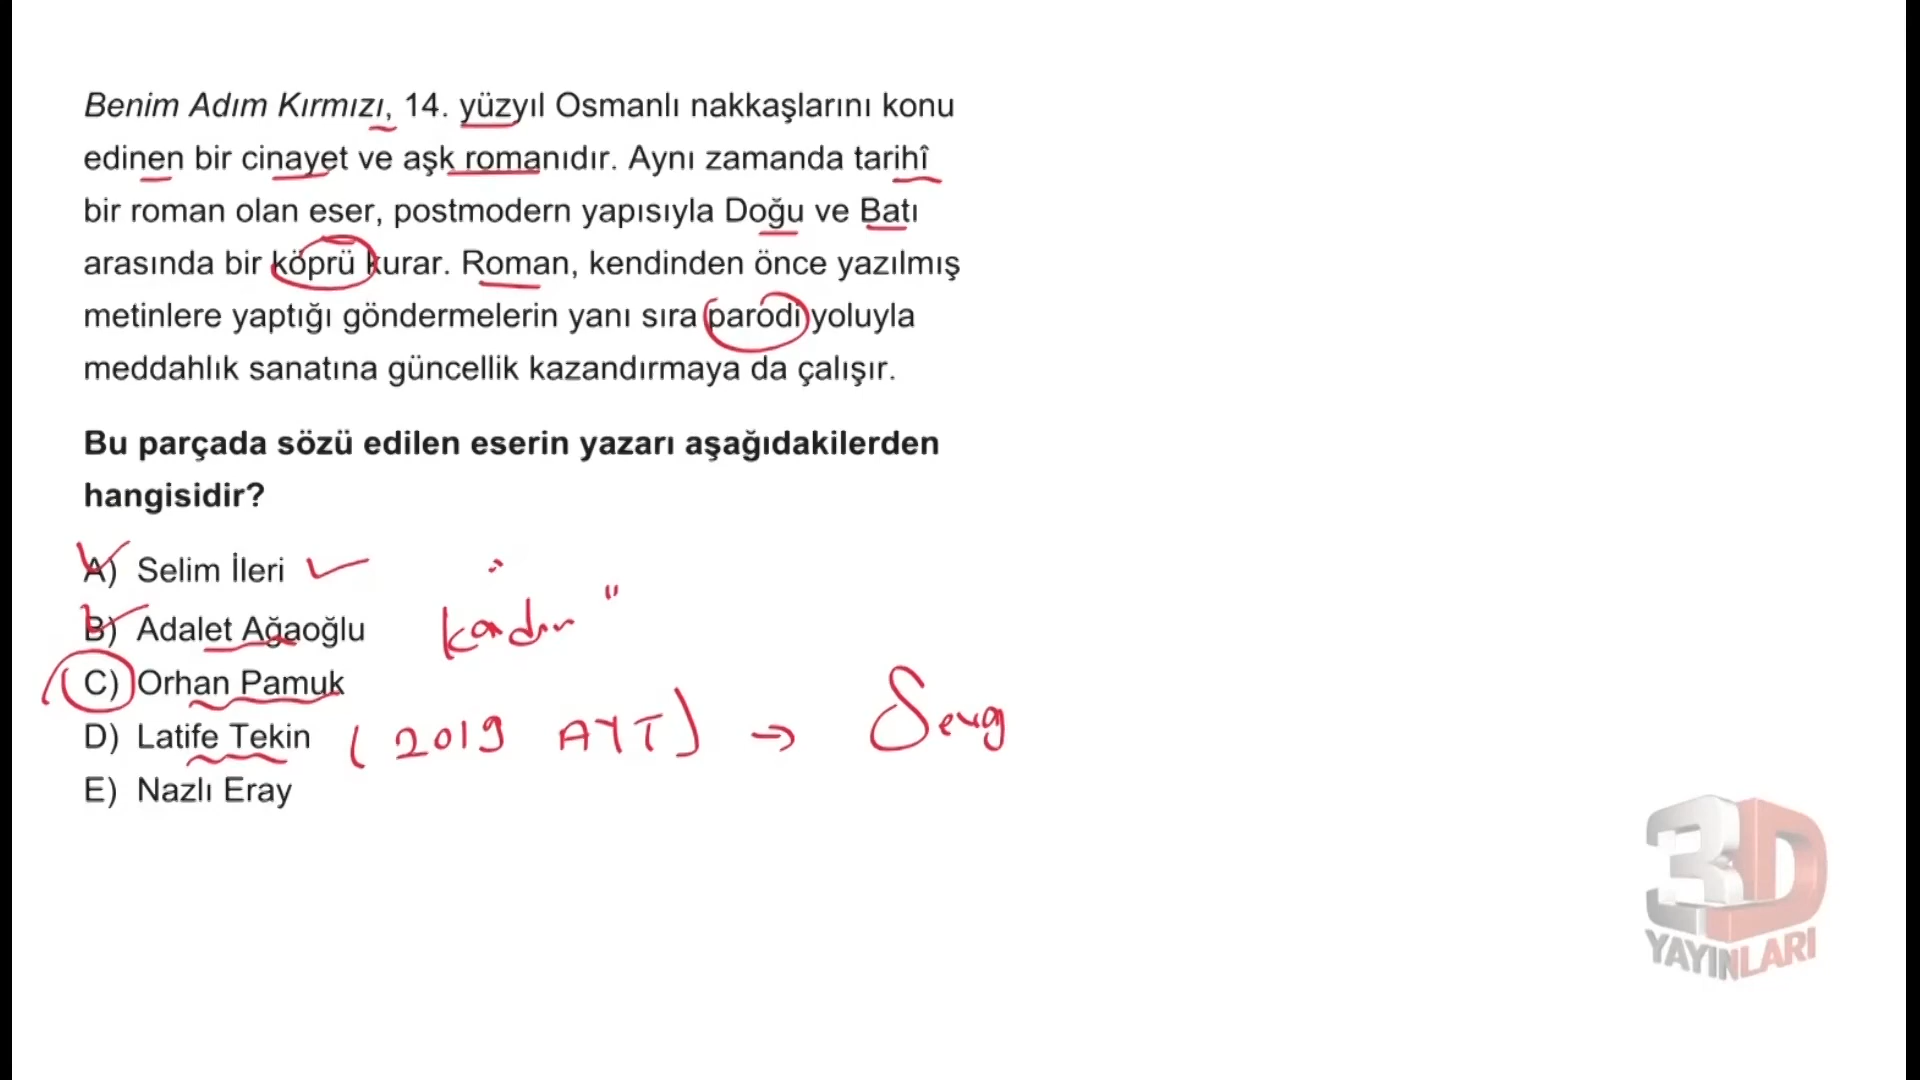 Benim Adım Kırmızı, 14. yüzyıl Osmanlı nakkaşlarını konu
edinen bir cinayet ve aşk romanıdır. Aynı zamanda tarihî
bir roman olan eser, postmodern yapısıyla Doğu ve Batı
arasında bir köprü kurar. Roman, kendinden önce yazılmış
metinlere yaptığı göndermelerin yanı sıra parodi yoluyla
meddahlık sanatına güncellik kazandırmaya da çalışır.
Bu parçada sözü edilen eserin yazarı aşağıdakilerden
hangisidir?
A) Selim İleri
B) Adalet Ağaoğlu kadın "
C) Orhan Pamuk
D) Latife Tekin (2019 AYT) → Sevg
E) Nazlı Eray
3D
YAYINLARI